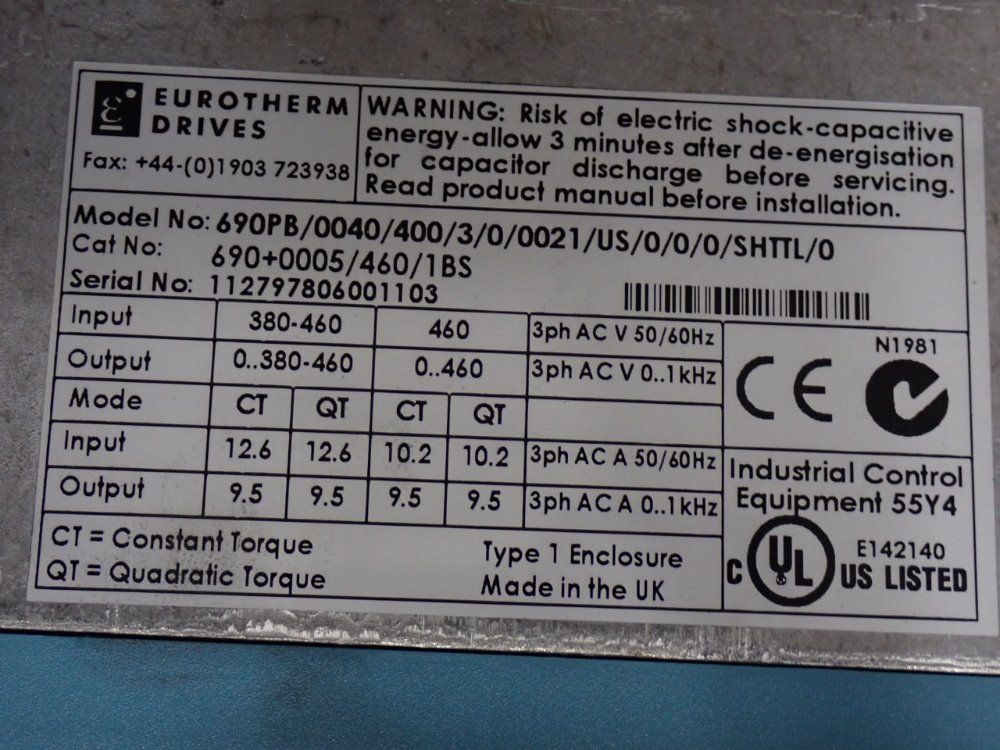 EUROTHERM
DRIVES
Fax: +44-(0)1903 723938
WARNING: Risk of electric shock-capacitive
energy-allow 3 minutes after de-energisation
for capacitor discharge before servicing.
Read product manual before installation.
Model No: 690PB/0040/400/3/0/0021/US/0/0/0/SHTTL/0
Cat No: 690+0005/460/1BS
Serial No: 112797806001103
Input 380-460 460 3ph AC V 50/60Hz
Output 0..380-460 0..460 3ph AC V 0..1kHz
Mode CT QT CT QT
Input 12.6 12.6 10.2 10.2 3ph AC A 50/60Hz
Output 9.5 9.5 9.5 9.5 3ph AC A 0..1kHz
CT = Constant Torque
QT = Quadratic Torque
Type 1 Enclosure
Made in the UK
N1981
CE
Industrial Control
Equipment 55Y4
C UL US LISTED
E142140